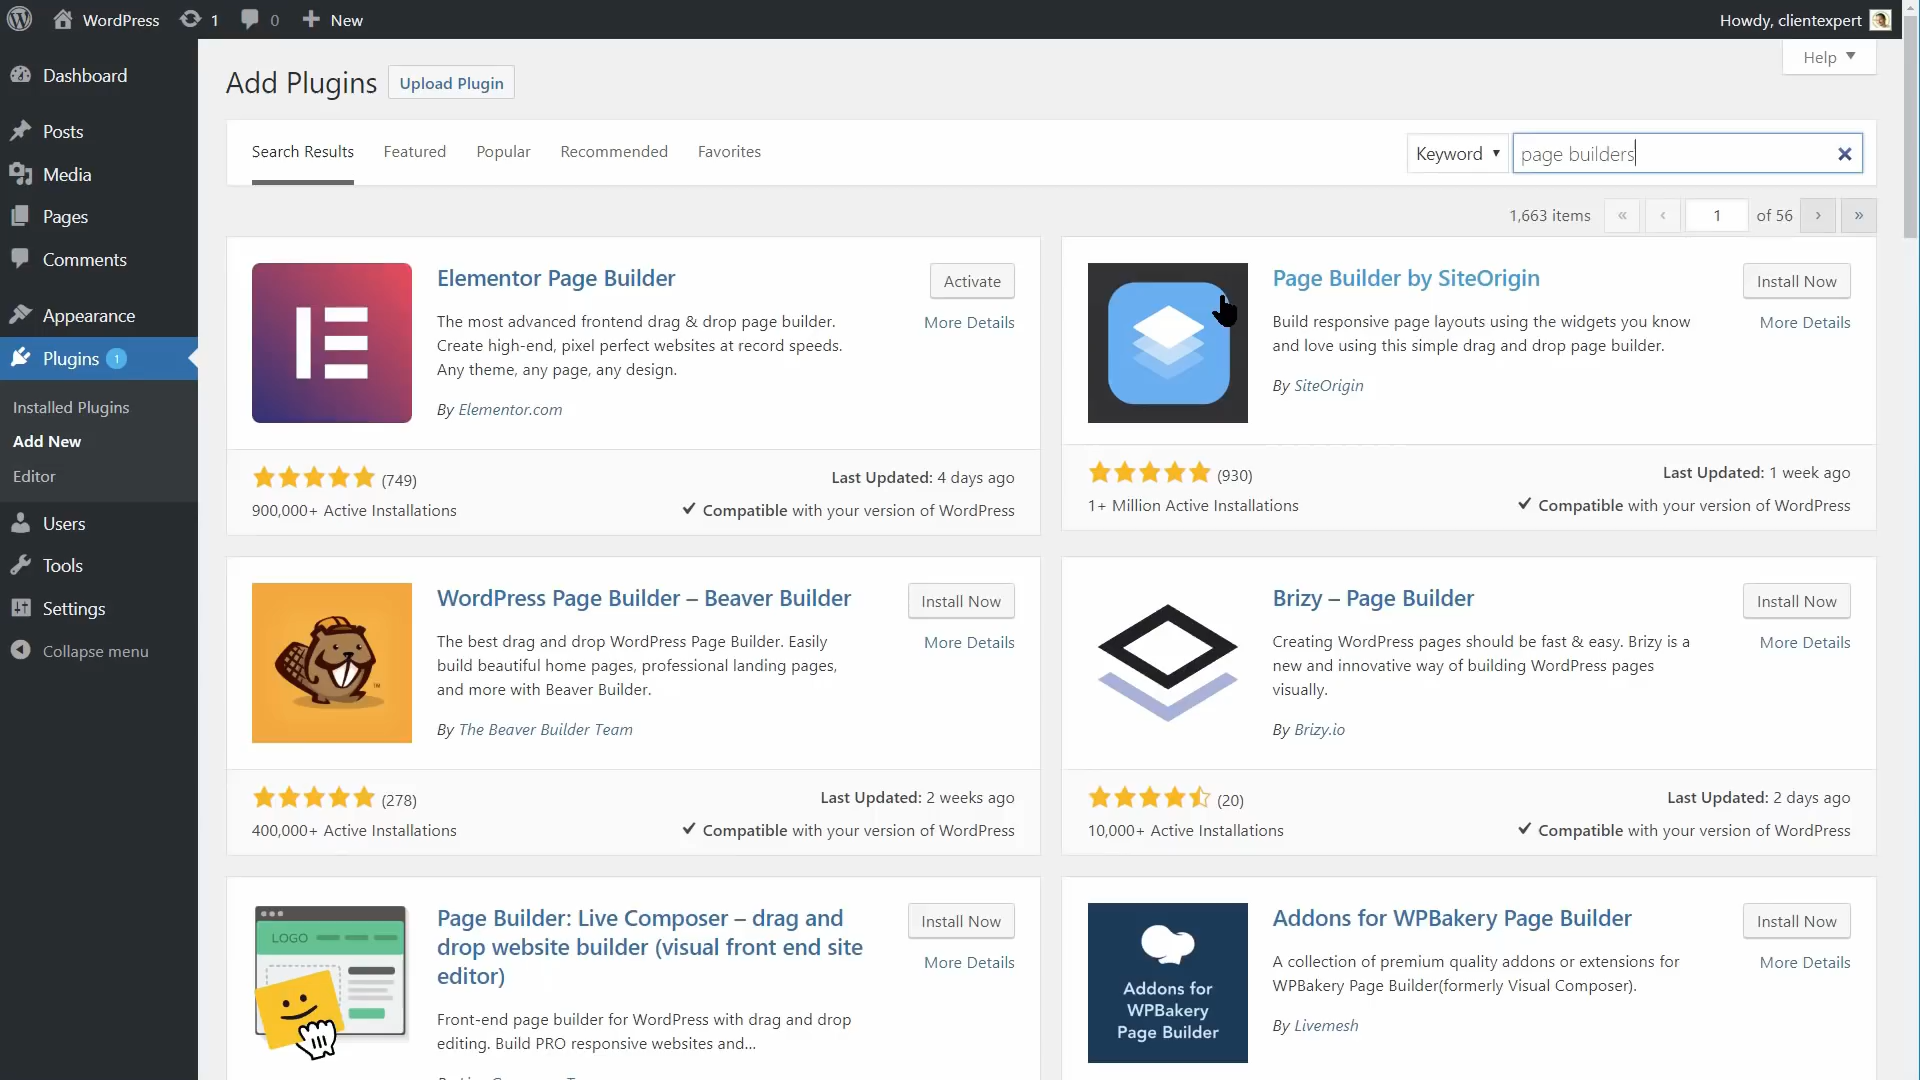 WordPress 1 0 New
Howdy, clientexpert
Dashboard
Posts
Media
Pages
Comments
Appearance
Plugins 1
Installed Plugins
Add New
Editor
Users
Tools
Settings
Collapse menu
Help ▼
Add Plugins
Upload Plugin
Search Results Featured Popular Recommended Favorites
Keyword ▼
page builders
1,663 items « ‹ 1 of 56 › »
Elementor Page Builder
Activate
More Details
The most advanced frontend drag & drop page builder.
Create high-end, pixel perfect websites at record speeds.
Any theme, any page, any design.
By Elementor.com
(749)
Last Updated: 4 days ago
900,000+ Active Installations
Compatible with your version of WordPress
Page Builder by SiteOrigin
Install Now
More Details
Build responsive page layouts using the widgets you know
and love using this simple drag and drop page builder.
By SiteOrigin
(930)
Last Updated: 1 week ago
1+ Million Active Installations
Compatible with your version of WordPress
WordPress Page Builder – Beaver Builder
Install Now
More Details
The best drag and drop WordPress Page Builder. Easily
build beautiful home pages, professional landing pages,
and more with Beaver Builder.
By The Beaver Builder Team
TM
(278)
Last Updated: 2 weeks ago
400,000+ Active Installations
Compatible with your version of WordPress
Brizy – Page Builder
Install Now
More Details
Creating WordPress pages should be fast & easy. Brizy is a
new and innovative way of building WordPress pages
visually.
By Brizy.io
(20)
Last Updated: 2 days ago
10,000+ Active Installations
Compatible with your version of WordPress
LOGO
Page Builder: Live Composer – drag and
drop website builder (visual front end site
editor)
Install Now
More Details
Front-end page builder for WordPress with drag and drop
editing. Build PRO responsive websites and...
Addons for
WPBakery
Page Builder
Addons for WPBakery Page Builder
Install Now
More Details
A collection of premium quality addons or extensions for
WPBakery Page Builder(formerly Visual Composer).
By Livemesh